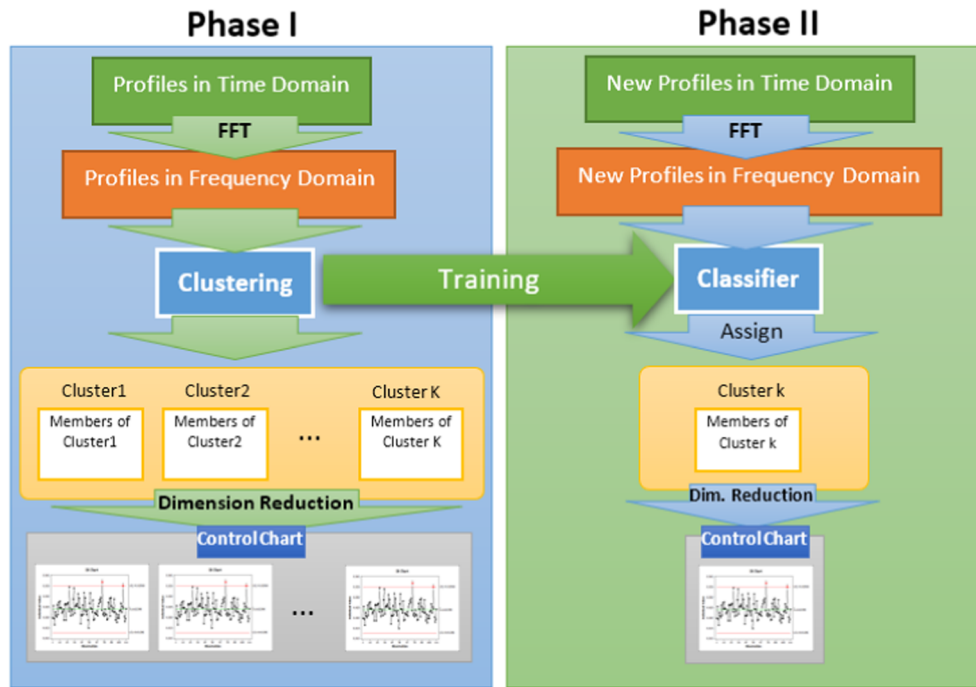 Phase I
Profiles in Time Domain
FFT
Profiles in Frequency Domain
Clustering
Training
Cluster1
Cluster2
Cluster K
Members of
Cluster1
Members of
Cluster2
...
Members of
Cluster K
Dimension Reduction
Control Chart
...
Phase II
New Profiles in Time Domain
FFT
New Profiles in Frequency Domain
Classifier
Assign
Cluster k
Members of
Cluster k
Dim. Reduction
Control Chart